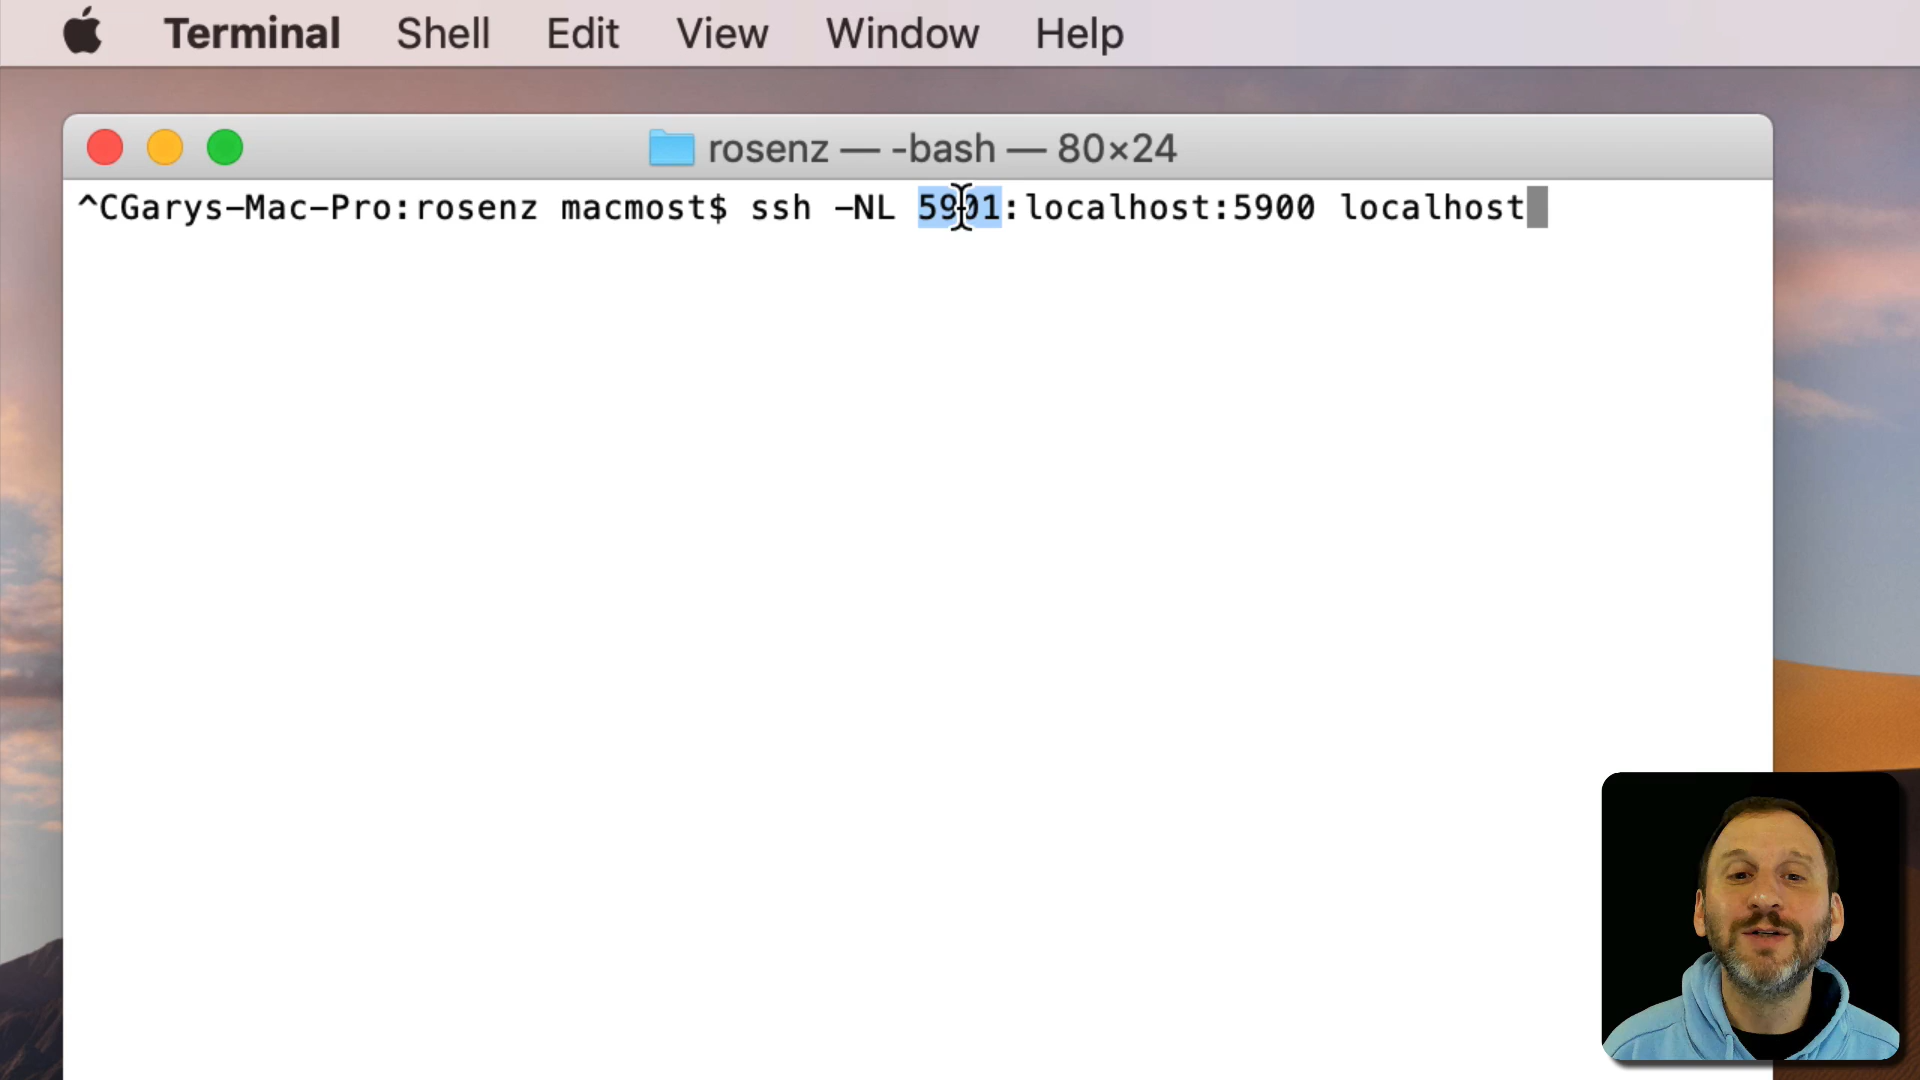 Terminal Shell Edit View Window Help
rosenz — -bash — 80×24
^CGarys-Mac-Pro:rosenz macmost$ ssh -NL 5901:localhost:5900 localhost